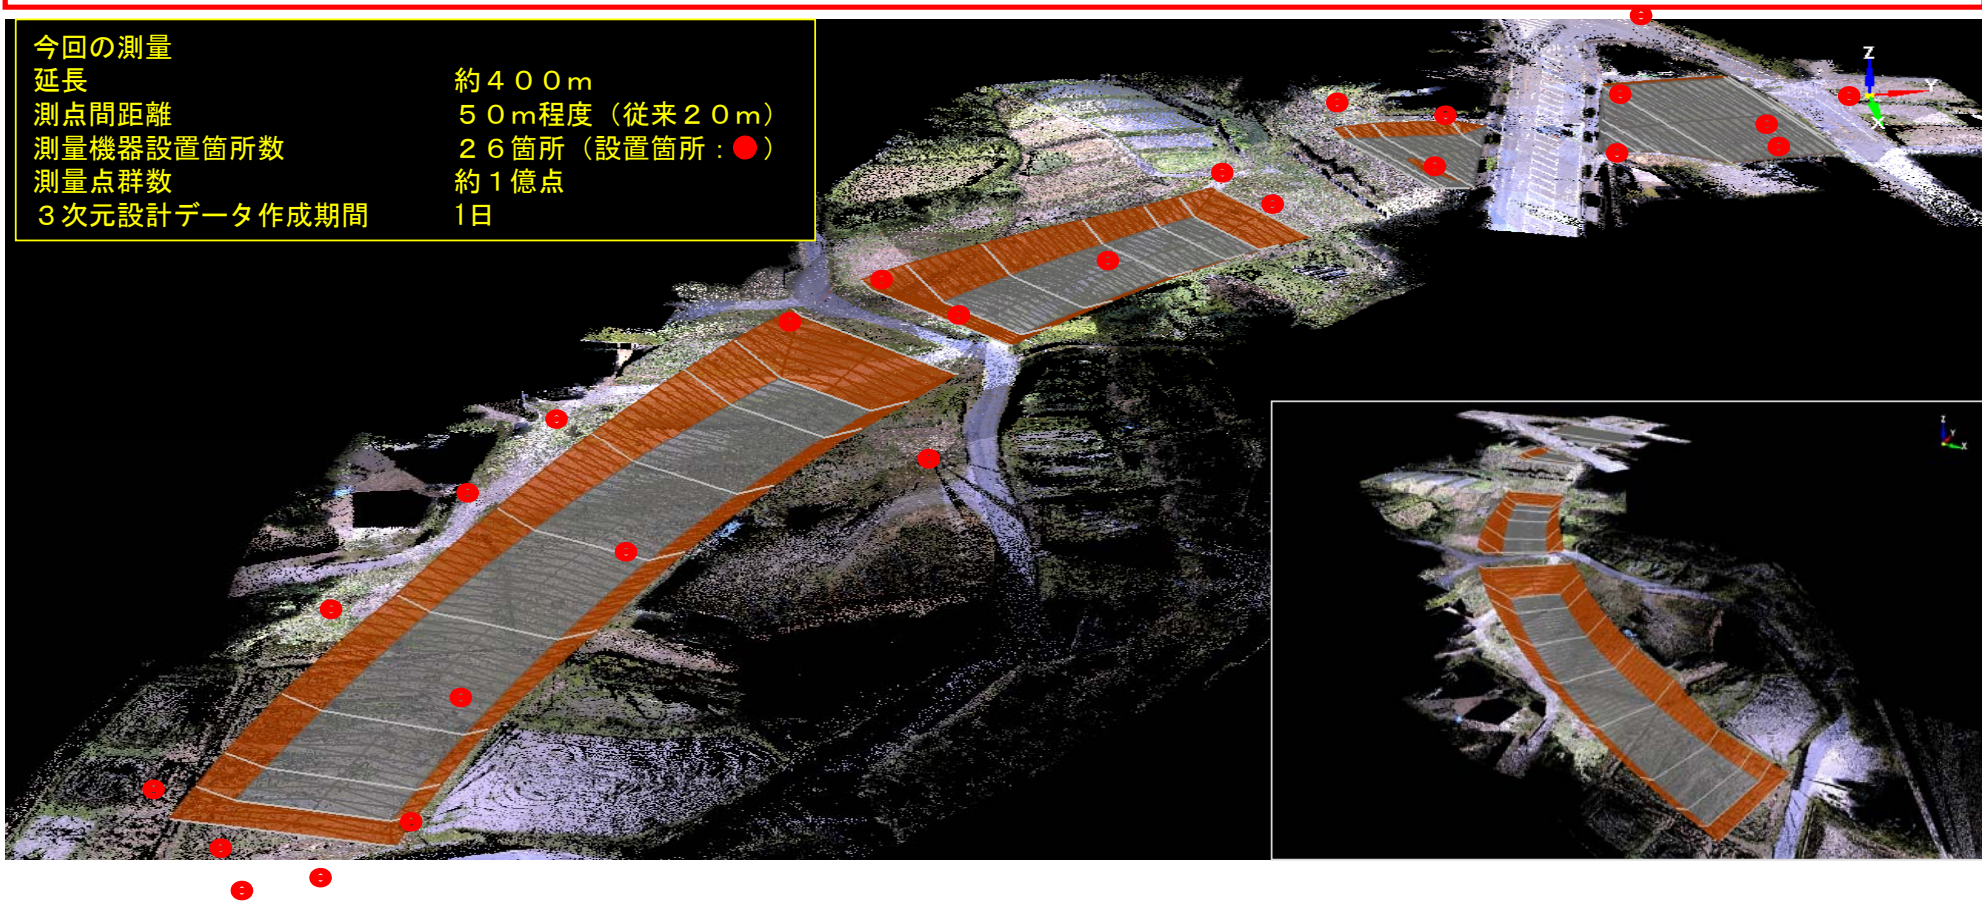 今回の測量
延長 約４００ｍ
測点間距離 ５０ｍ程度（従来２０ｍ）
測量機器設置箇所数 ２６箇所（設置箇所：●）
測量点群数 約１億点
３次元設計データ作成期間 1日
Z
Y
X
Z
Y
X